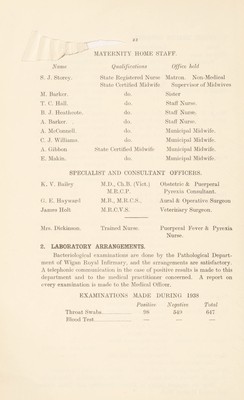 MATERNITY HOME STAFF.
Name Qualifications Office held
S. J. Storey. State Registered Nurse Matron. Non-Medical
State Certified Midwife Supervisor of Midwives
M. Barker. do. Sister
T. C. Hall. do. Staff Nurse.
B. J. Heathcote. do. Staff Nurse.
A. Barker. do. Staff Nurse.
A. McConnell. do. Municipal Midwife.
C. J. Williams. do. Municipal Midwife.
A. Gibbon State Certified Midwife Municipal Midwife.
E. Makin. do. Municipal Midwife.
SPECIALIST AND CONSULTANT OFFICERS.
K. V. Bailey M.D., Ch.B. (Vict.) Obstetric & Puerperal
M.R.C.P. Pyrexia Consultant.
G. E. Hayward M.B., M.R.C.S., Aural & Operative Surgeon
James Holt M.R.C.V.S. Veterinary Surgeon.
Mrs. Dickinson. Trained Nurse. Puerperal Fever & Pyrexia
Nurse.
2. LABORATORY ARRANGEMENTS.
Bacteriological examinations are done by the Pathological Depart-
ment of Wigan Royal Infirmary, and the arrangements are satisfactory.
A telephonic communication in the case of positive results is made to this
department and to the medical practitioner concerned. A report on
every examination is made to the Medical Officer.
EXAMINATIONS MADE DURING 1938
Positive Negative Total
Throat Swabs 98 549 647
Blood Test — — —